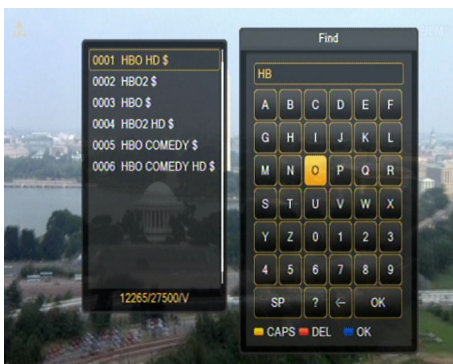 0001 HBO HD $
0002 HBO2 $
0003 HBO $
0004 HBO2 HD $
0005 HBO COMEDY $
0006 HBO COMEDY HD $
12265/27500/V
Find
HB
A B C D E F
G H I J K L
M N O P Q R
S T U V W X
Y Z 0 1 2 3
4 5 6 7 8 9
SP ? ← OK
CAPS DEL OK